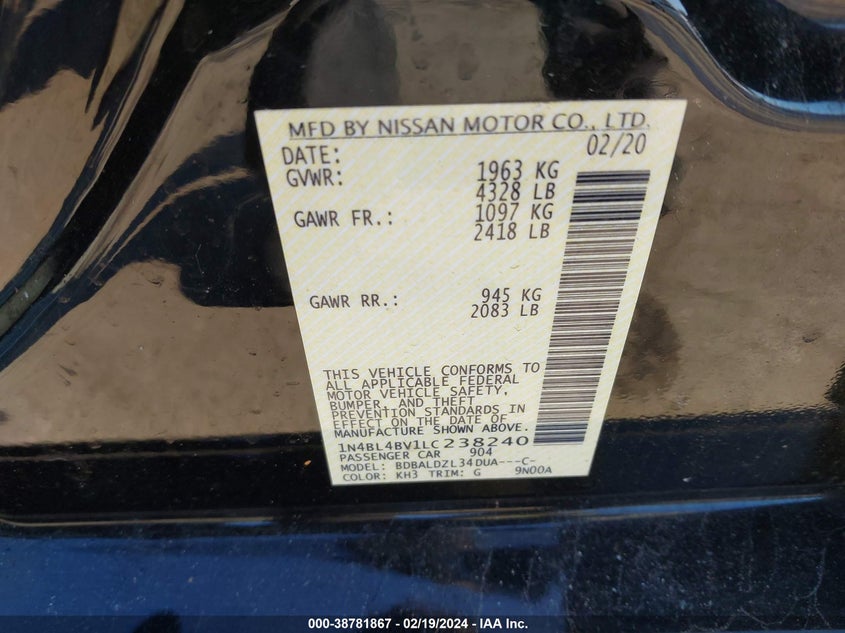 MFD BY NISSAN MOTOR CO., LTD.
DATE: 02/20
GVWR: 1963 KG
4328 LB
GAWR FR.: 1097 KG
2418 LB
GAWR RR.: 945 KG
2083 LB
THIS VEHICLE CONFORMS TO
ALL APPLICABLE FEDERAL
MOTOR VEHICLE SAFETY,
BUMPER, AND THEFT
PREVENTION STANDARDS IN
EFFECT ON THE DATE OF
MANUFACTURE SHOWN ABOVE.
1N4BL4BV1LC238240
PASSENGER CAR 904
MODEL: BDBALDZL34DUA---C-
COLOR: KH3 TRIM: G 9N00A
000-38781867 - 02/19/2024 - IAA Inc.